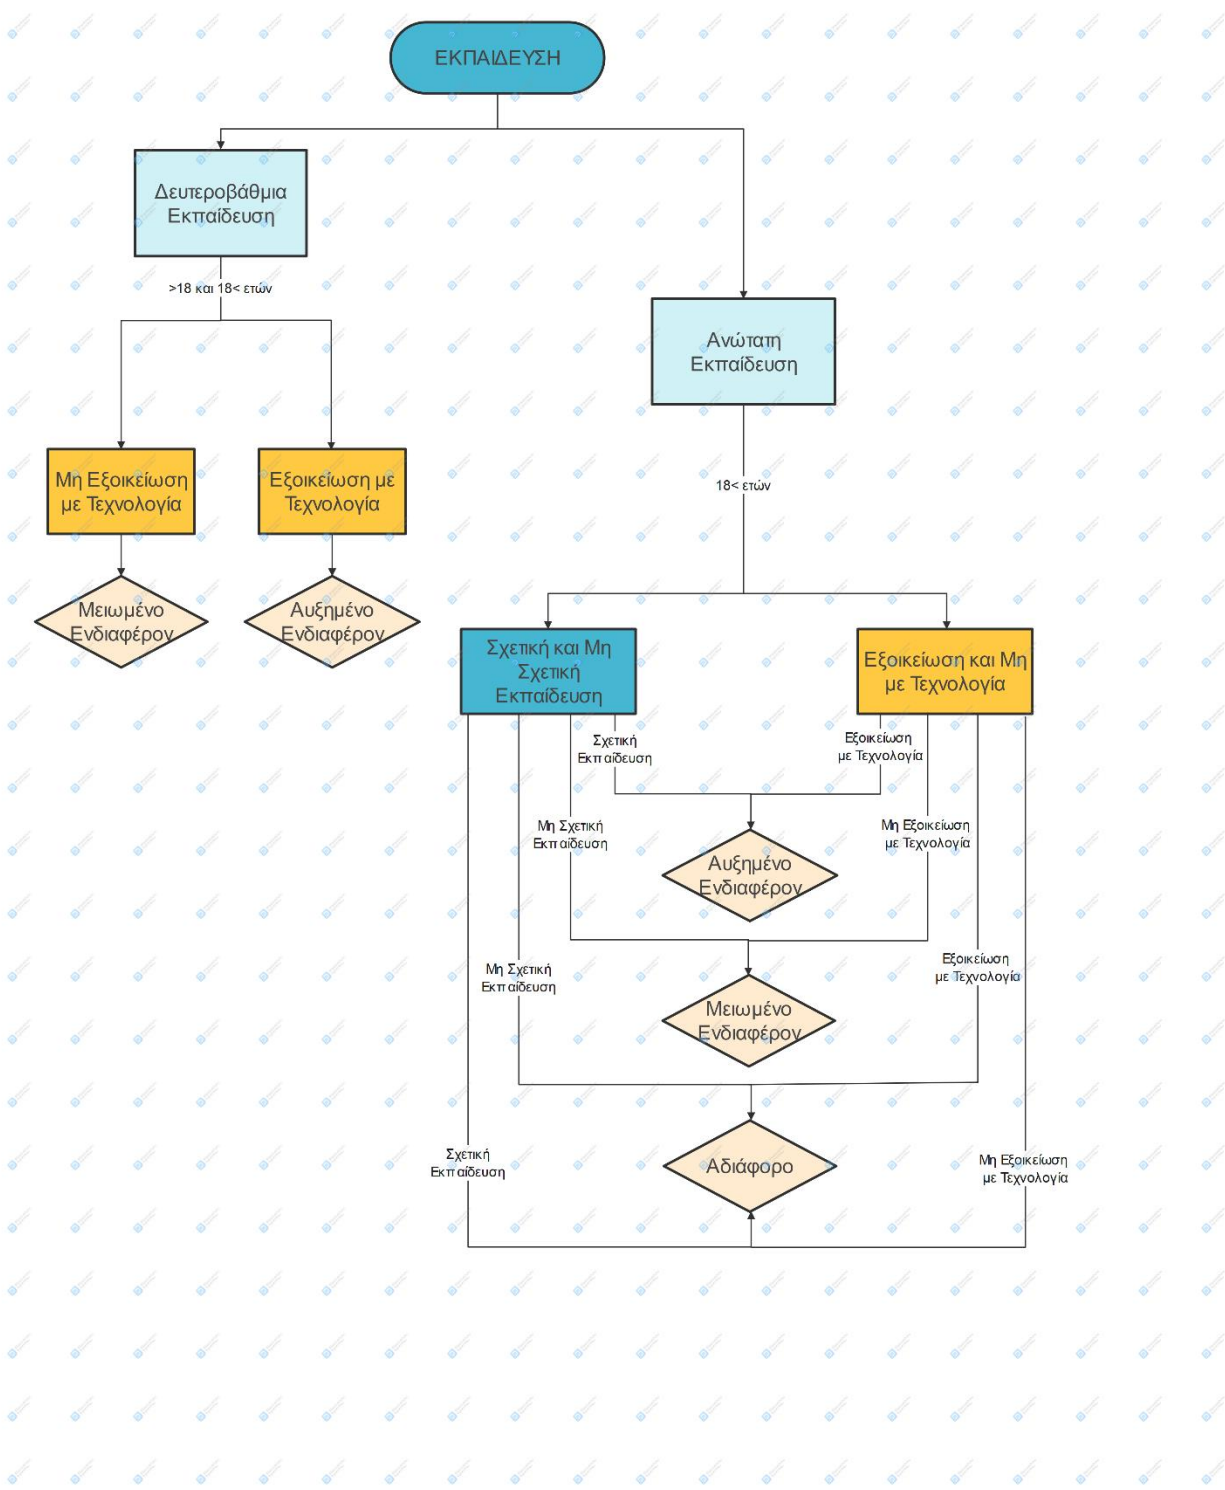 ΕΚΠΑΙΔΕΥΣΗ
Δευτεροβάθμια
Εκπαίδευση
>18 και 18< ετών
Ανώτατη
Εκπαίδευση
Μη Εξοικείωση
με Τεχνολογία
Εξοικείωση με
Τεχνολογία
18< ετών
Μειωμένο
Ενδιαφέρον
Αυξημένο
Ενδιαφέρον
Σχετική και Μη
Σχετική
Εκπαίδευση
Εξοικείωση και Μη
με Τεχνολογία
Σχετική
Εκπαίδευση
Εξοικείωση
με Τεχνολογία
Μη Σχετική
Εκπαίδευση
Μη Εξοικείωση
με Τεχνολογία
Αυξημένο
Ενδιαφέρον
Μη Σχετική
Εκπαίδευση
Εξοικείωση
με Τεχνολογία
Μειωμένο
Ενδιαφέρον
Σχετική
Εκπαίδευση
Αδιάφορο
Μη Εξοικείωση
με Τεχνολογία